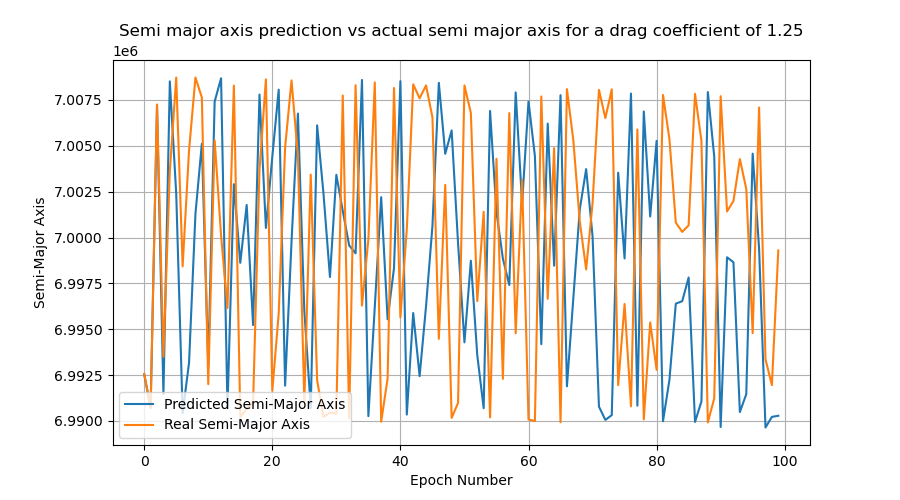 Semi major axis prediction vs actual semi major axis for a drag coefficient of 1.25
1e6
7.0075
7.0050
7.0025
7.0000
6.9975
6.9950
6.9925
6.9900
Semi-Major Axis
Predicted Semi-Major Axis
Real Semi-Major Axis
0 20 40 60 80 100
Epoch Number